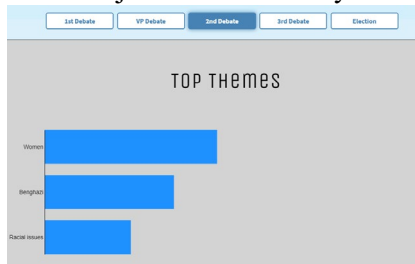 1st Debate VP Debate 2nd Debate 3rd Debate Election
TOP THEMES
Women
Benghazi
Racial issues